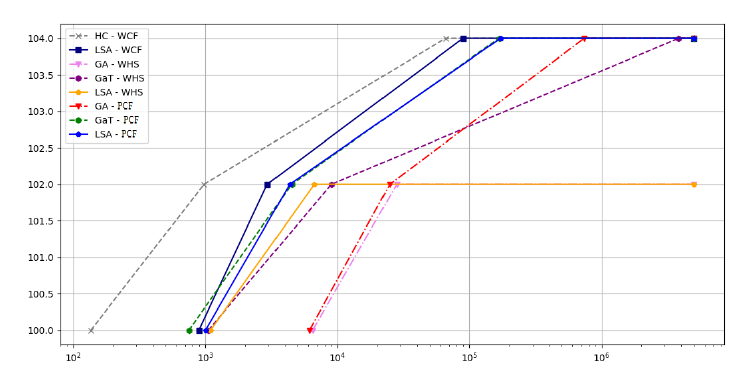 104.0
103.5
103.0
102.5
102.0
101.5
101.0
100.5
100.0
HC - WCF
LSA - WCF
GA - WHS
GaT - WHS
LSA - WHS
GA - PCF
GaT - PCF
LSA - PCF
10² 10³ 10⁴ 10⁵ 10⁶